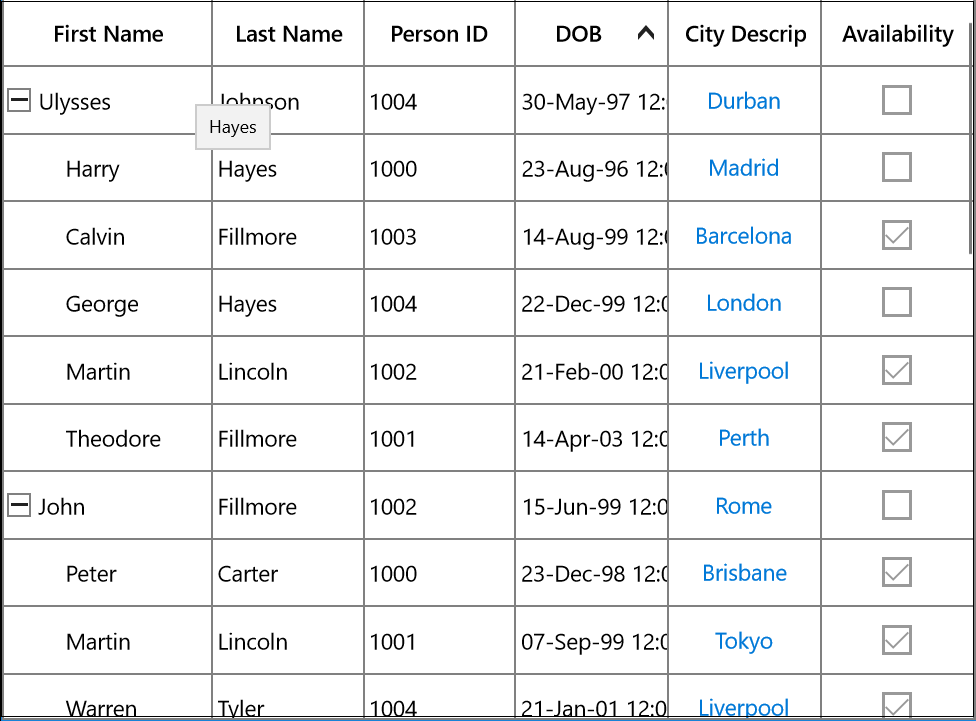 First Name Last Name Person ID DOB City Descrip Availability
Ulysses Johnson 1004 30-May-97 12: Durban
Hayes
Harry Hayes 1000 23-Aug-96 12:0 Madrid
Calvin Fillmore 1003 14-Aug-99 12:0 Barcelona
George Hayes 1004 22-Dec-99 12:0 London
Martin Lincoln 1002 21-Feb-00 12:0 Liverpool
Theodore Fillmore 1001 14-Apr-03 12:0 Perth
John Fillmore 1002 15-Jun-99 12:0 Rome
Peter Carter 1000 23-Dec-98 12:0 Brisbane
Martin Lincoln 1001 07-Sep-99 12:0 Tokyo
Warren Tyler 1004 21-Jan-01 12:0 Liverpool